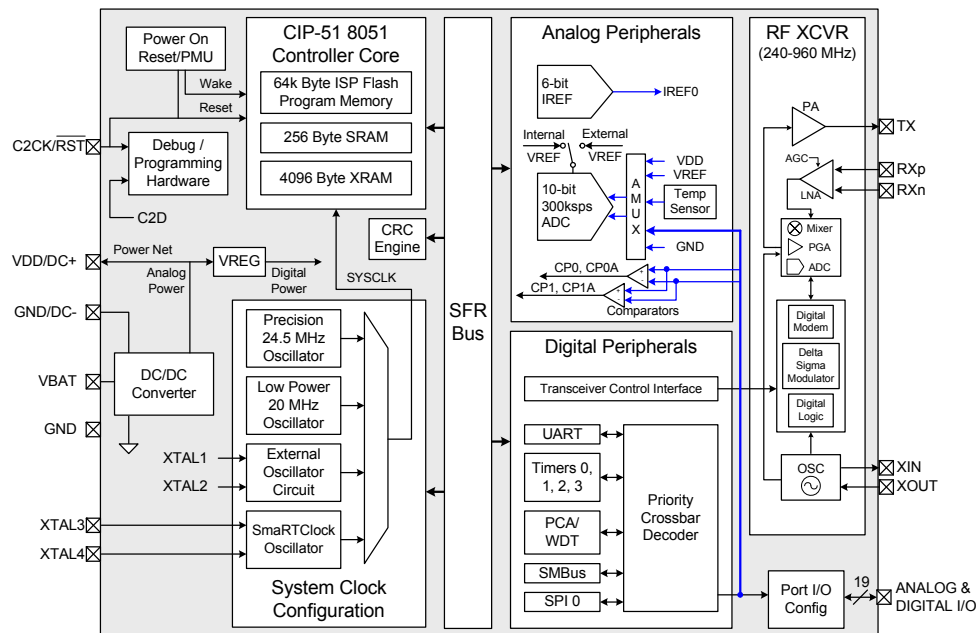 Power On
Reset/PMU
Wake
Reset
C2CK/RST
Debug /
Programming
Hardware
C2D
VDD/DC+
Power Net
VREG
Analog
Power
Digital
Power
GND/DC-
VBAT
DC/DC
Converter
GND
XTAL1
XTAL2
XTAL3
XTAL4
CIP-51 8051
Controller Core
64k Byte ISP Flash
Program Memory
256 Byte SRAM
4096 Byte XRAM
CRC
Engine
SYSCLK
Precision
24.5 MHz
Oscillator
Low Power
20 MHz
Oscillator
External
Oscillator
Circuit
SmaRTClock
Oscillator
System Clock
Configuration
SFR
Bus
Analog Peripherals
6-bit
IREF
IREF0
Internal
VREF
External
VREF
10-bit
300ksps
ADC
A
M
U
X
VDD
VREF
Temp
Sensor
GND
CP0, CP0A
CP1, CP1A
+
-
+
-
Comparators
Digital Peripherals
Transceiver Control Interface
UART
Timers 0,
1, 2, 3
PCA/
WDT
SMBus
SPI 0
Priority
Crossbar
Decoder
RF XCVR
(240-960 MHz)
PA
AGC
LNA
Mixer
PGA
ADC
Digital
Modem
Delta
Sigma
Modulator
Digital
Logic
OSC
TX
RXp
RXn
XIN
XOUT
Port I/O
Config
19
ANALOG &
DIGITAL I/O